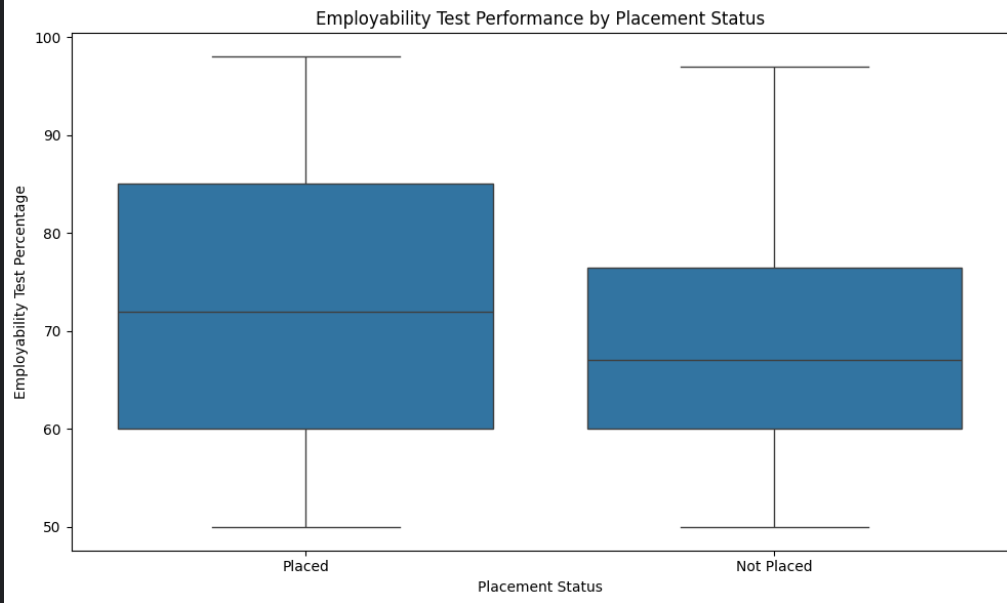 Employability Test Performance by Placement Status
Employability Test Percentage
100
90
80
70
60
50
Placed
Not Placed
Placement Status